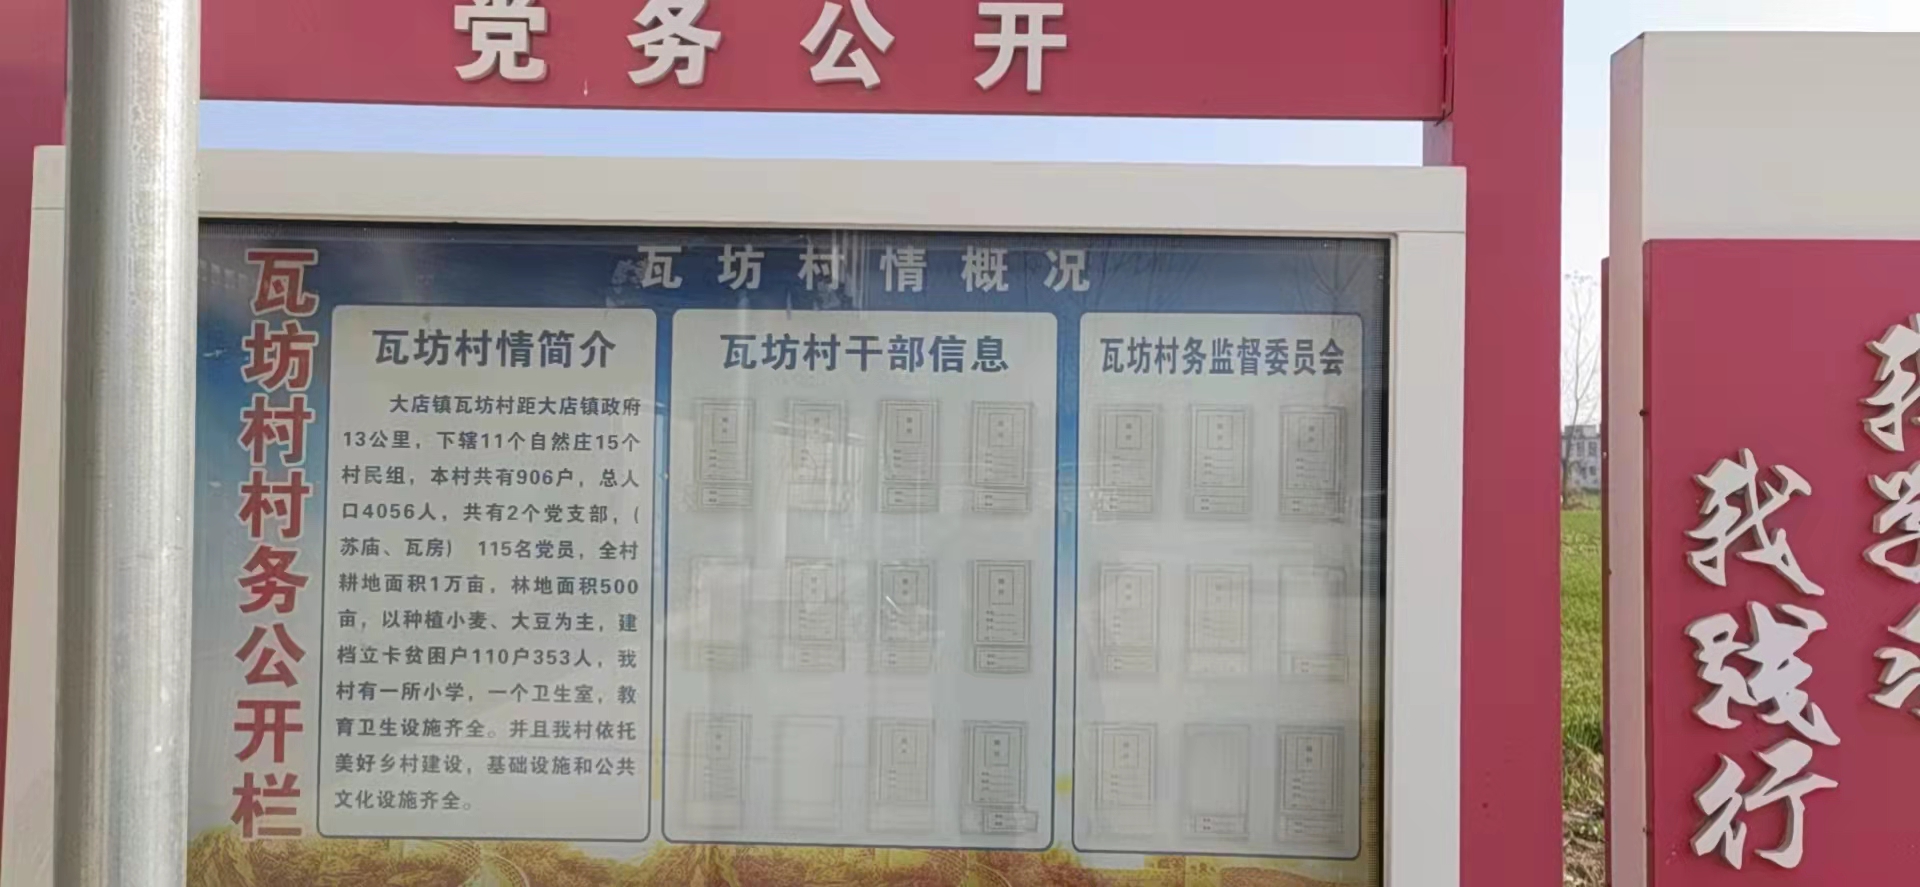 党务公开
瓦坊村村务公开栏
瓦坊村情概况
瓦坊村情简介
大店镇瓦坊村距大店镇政府
13公里，下辖11个自然庄15个
村民组，本村共有906户，总人
口4056人，共有2个党支部，（
苏庙、瓦房） 115名党员，全村
耕地面积1万亩，林地面积500
亩，以种植小麦、大豆为主，建
档立卡贫困户110户353人，我
村有一所小学，一个卫生室，教
育卫生设施齐全。并且我村依托
美好乡村建设，基础设施和公共
文化设施齐全。
瓦坊村干部信息
瓦坊村务监督委员会
我践行